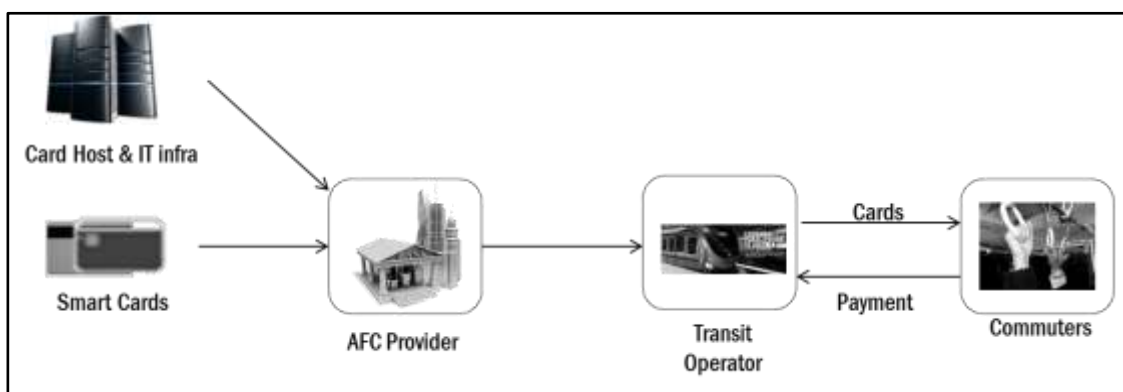 Card Host & IT infra
Smart Cards
AFC Provider
Cards
Payment
Transit
Operator
Commuters